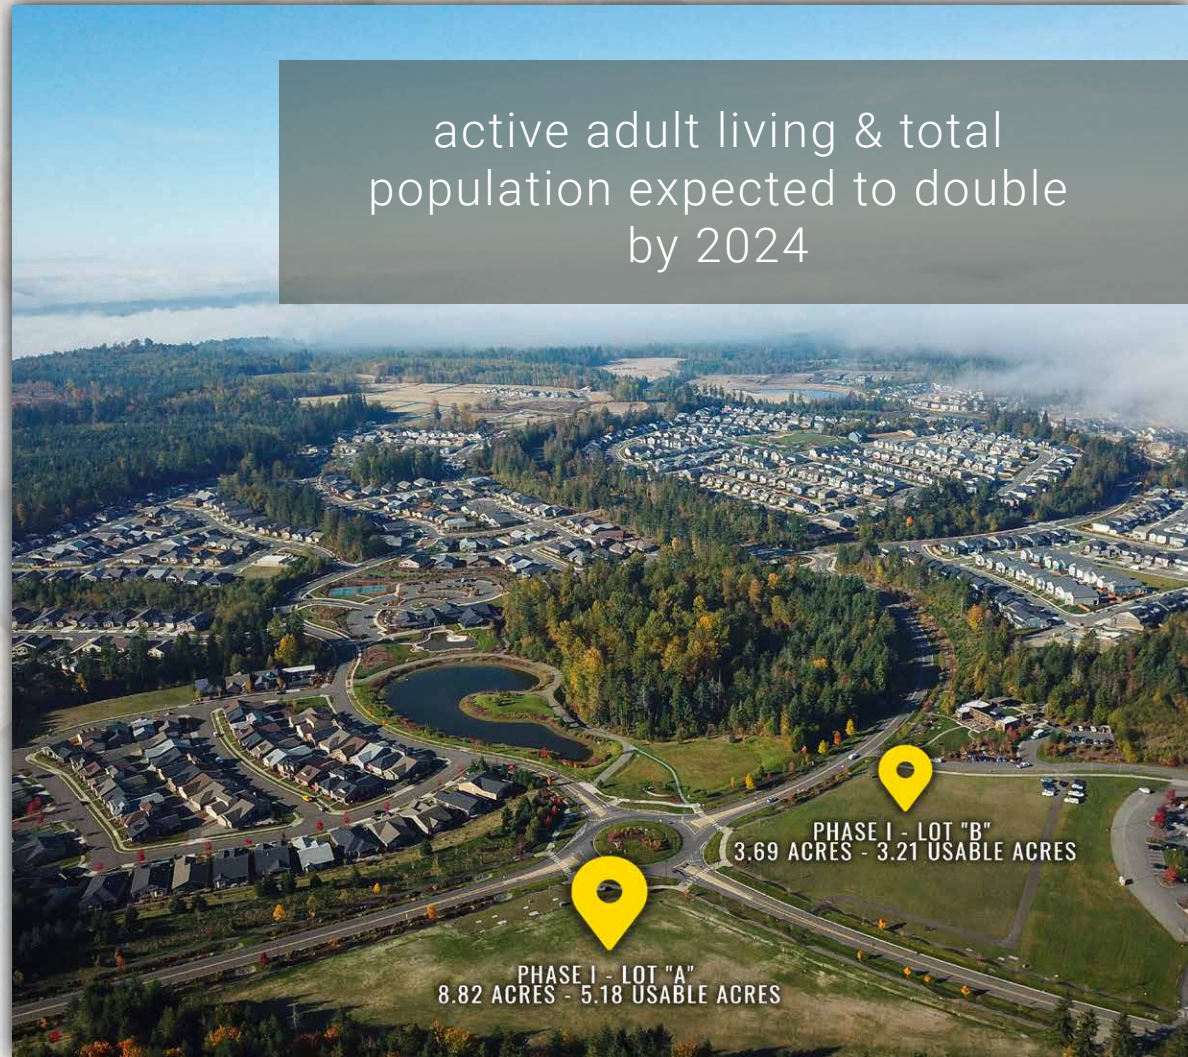 active adult living & total
population expected to double
by 2024
PHASE I - LOT "B"
3.69 ACRES - 3.21 USABLE ACRES
PHASE I - LOT "A"
8.82 ACRES - 5.18 USABLE ACRES